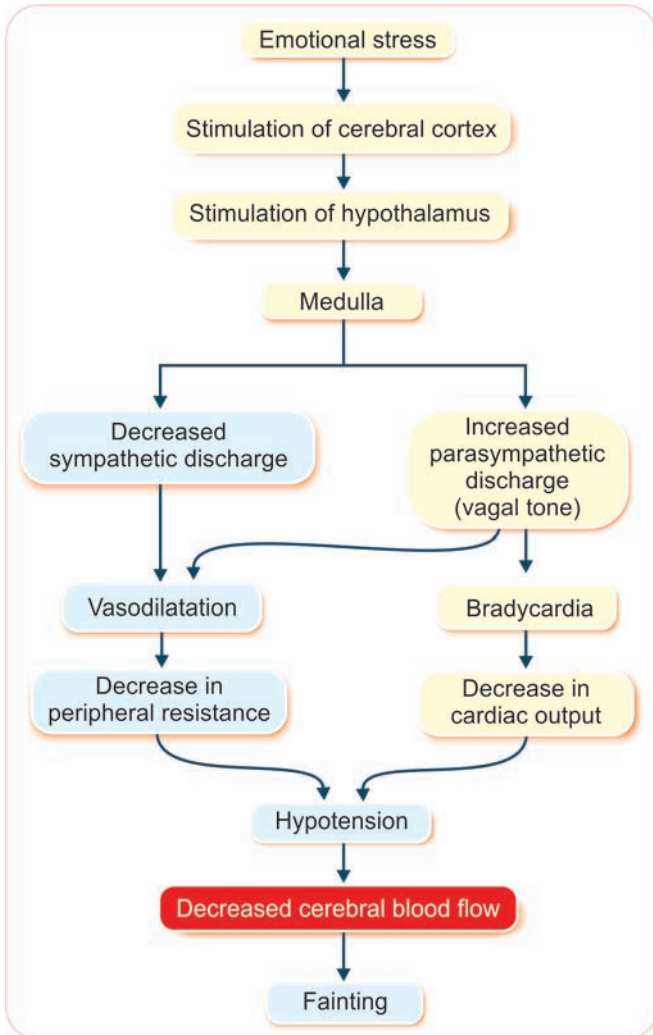 Emotional stress
Stimulation of cerebral cortex
Stimulation of hypothalamus
Medulla
Decreased
sympathetic discharge
Increased
parasympathetic
discharge
(vagal tone)
Vasodilatation
Bradycardia
Decrease in
peripheral resistance
Decrease in
cardiac output
Hypotension
Decreased cerebral blood flow
Fainting